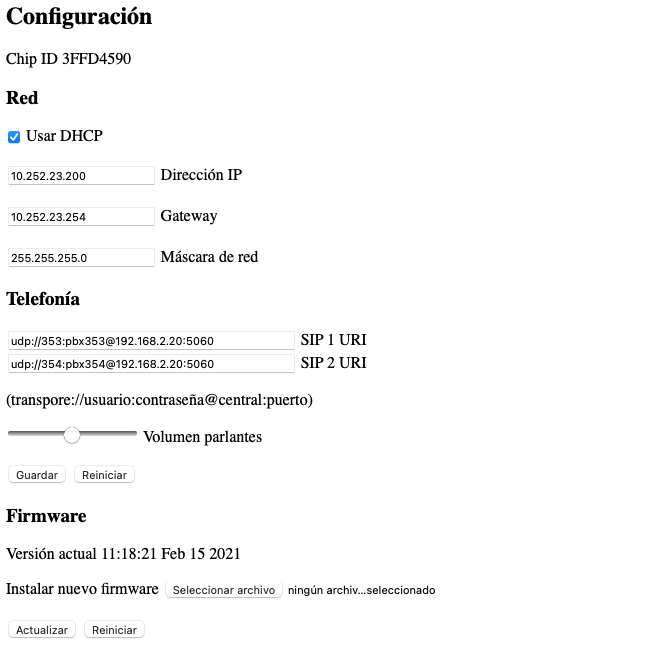 Configuración
Chip ID 3FFD4590
Red
Usar DHCP
10.252.23.200 Dirección IP
10.252.23.254 Gateway
255.255.255.0 Máscara de red
Telefonía
udp://353:pbx353@192.168.2.20:5060 SIP 1 URI
udp://354:pbx354@192.168.2.20:5060 SIP 2 URI
(transpore://usuario:contraseña@central:puerto)
Volumen parlantes
Guardar Reiniciar
Firmware
Versión actual 11:18:21 Feb 15 2021
Instalar nuevo firmware Seleccionar archivo ningún archiv...seleccionado
Actualizar Reiniciar